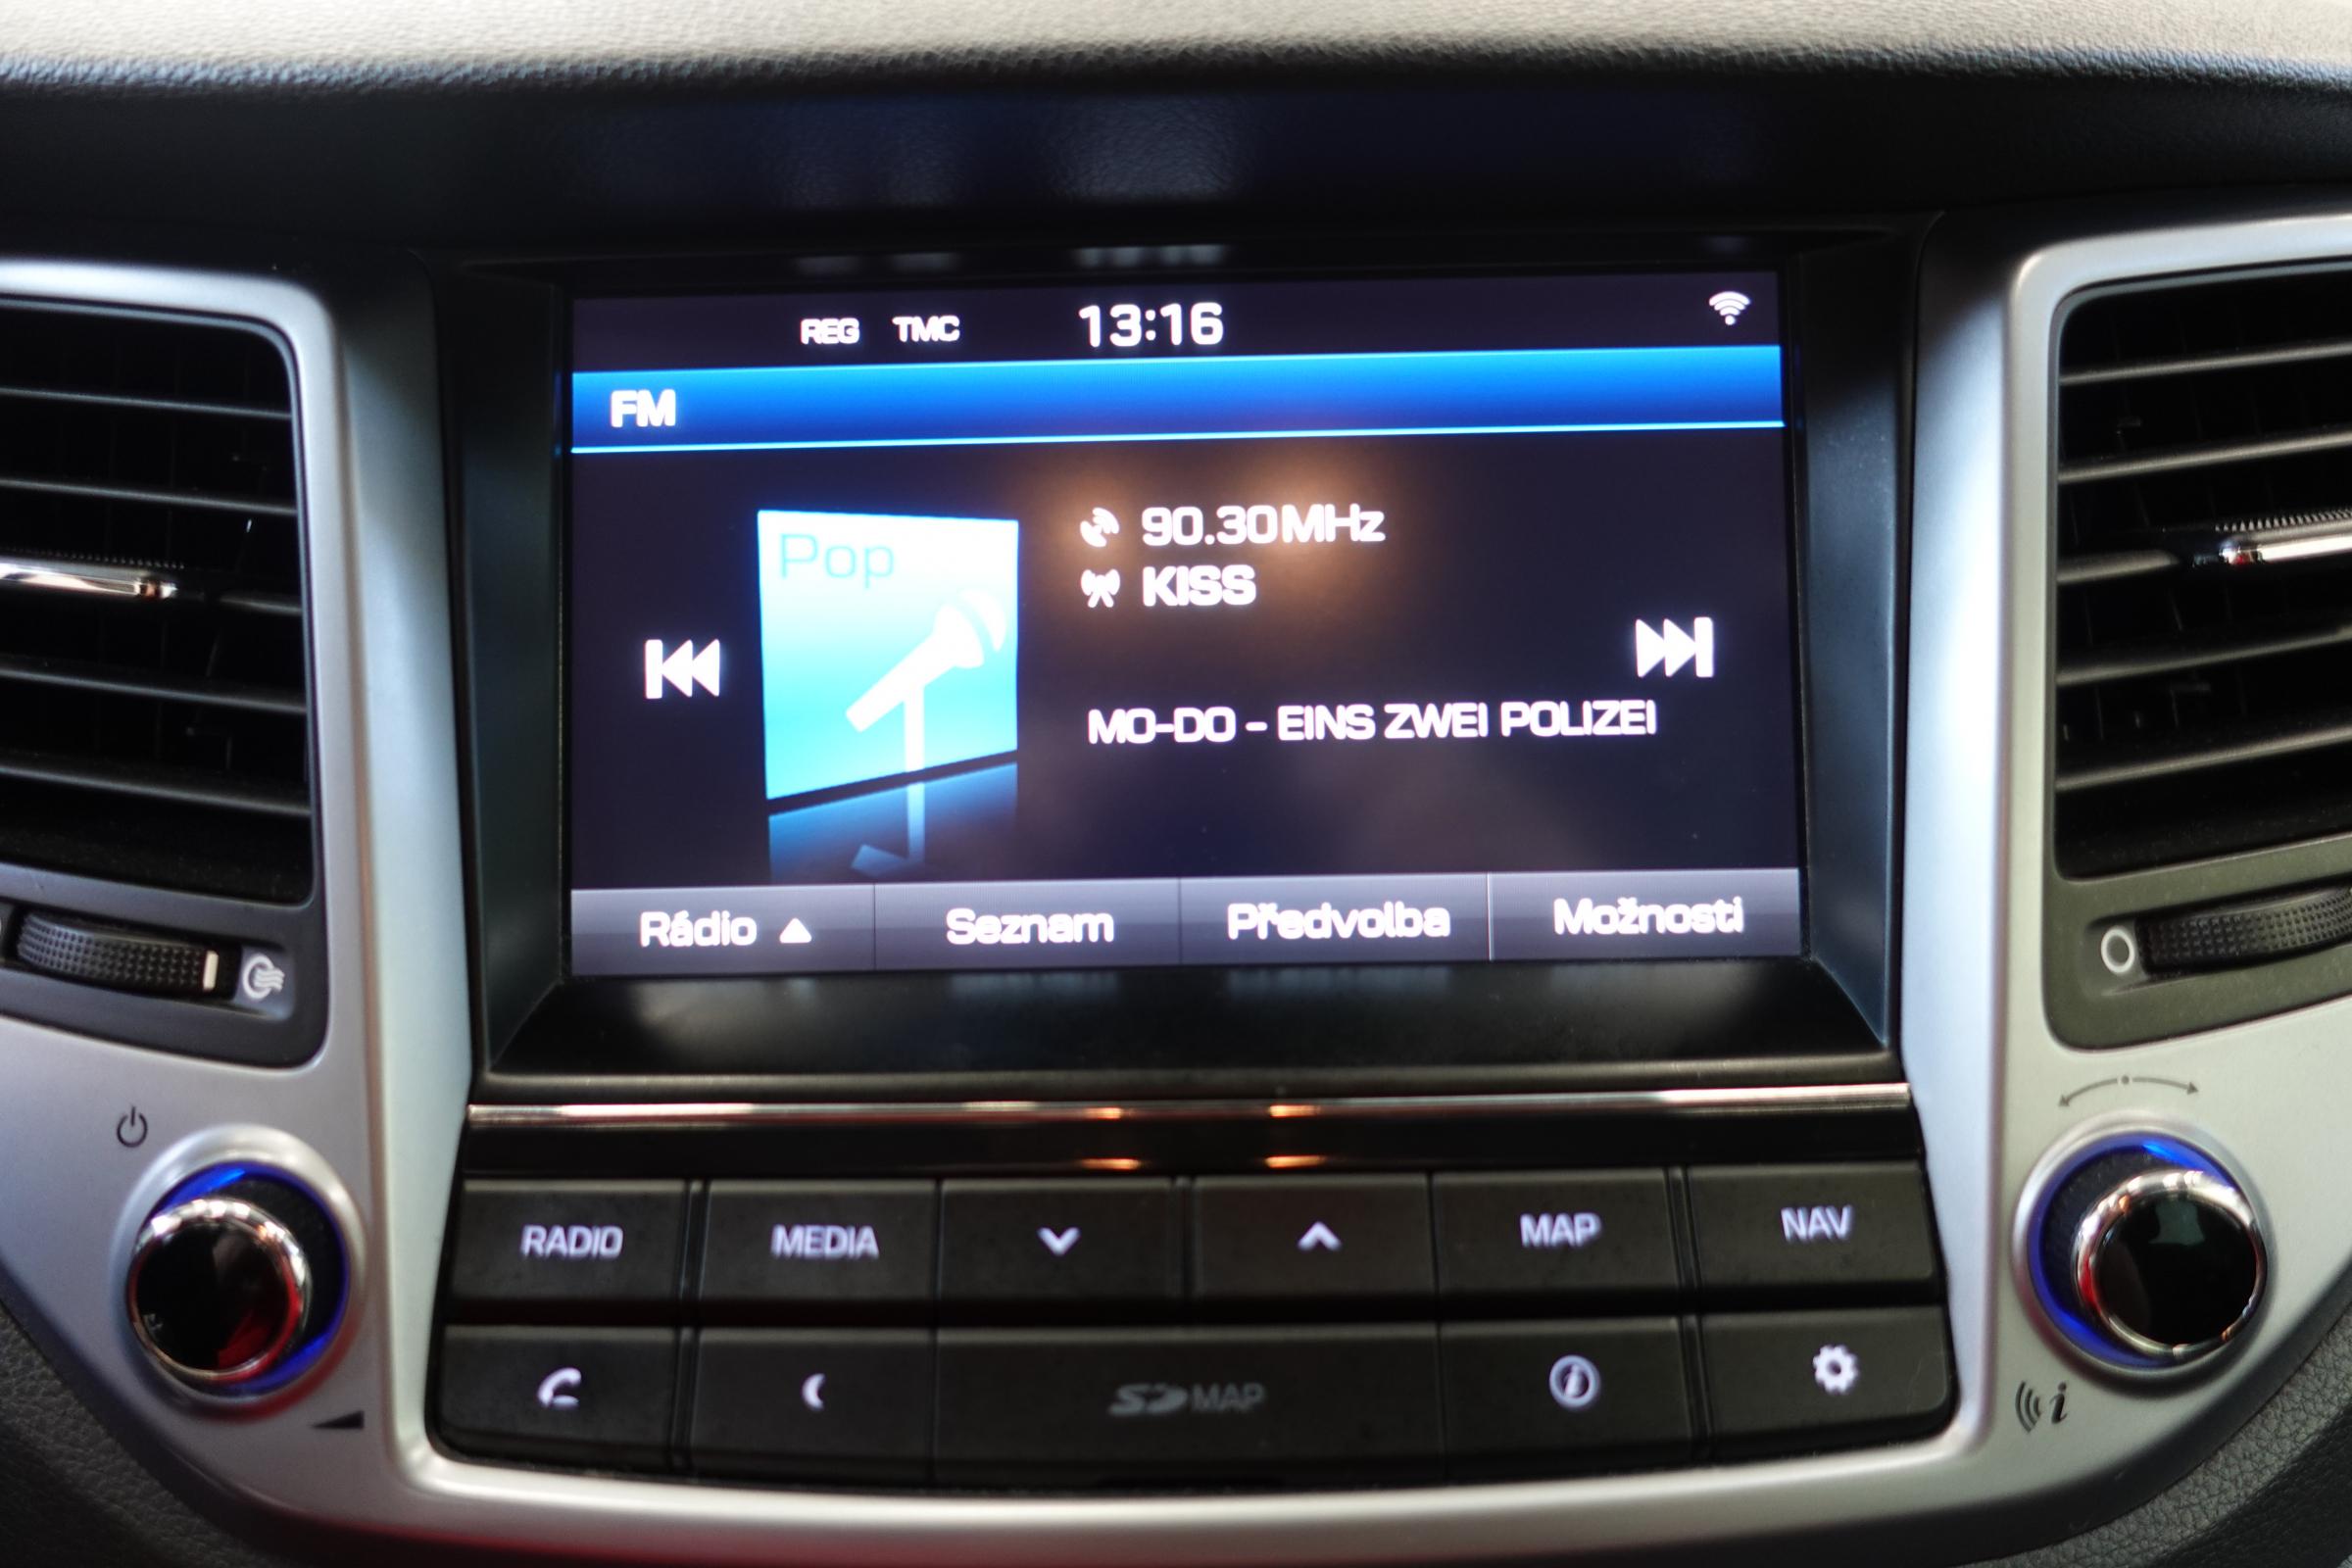 REG TMC 13:16
FM
Pop
90.30MHz
KISS
MO-DO - EINS ZWEI POLIZEI
Rádio Seznam Předvolba Možnosti
RADIO MEDIA MAP NAV
SD MAP
i